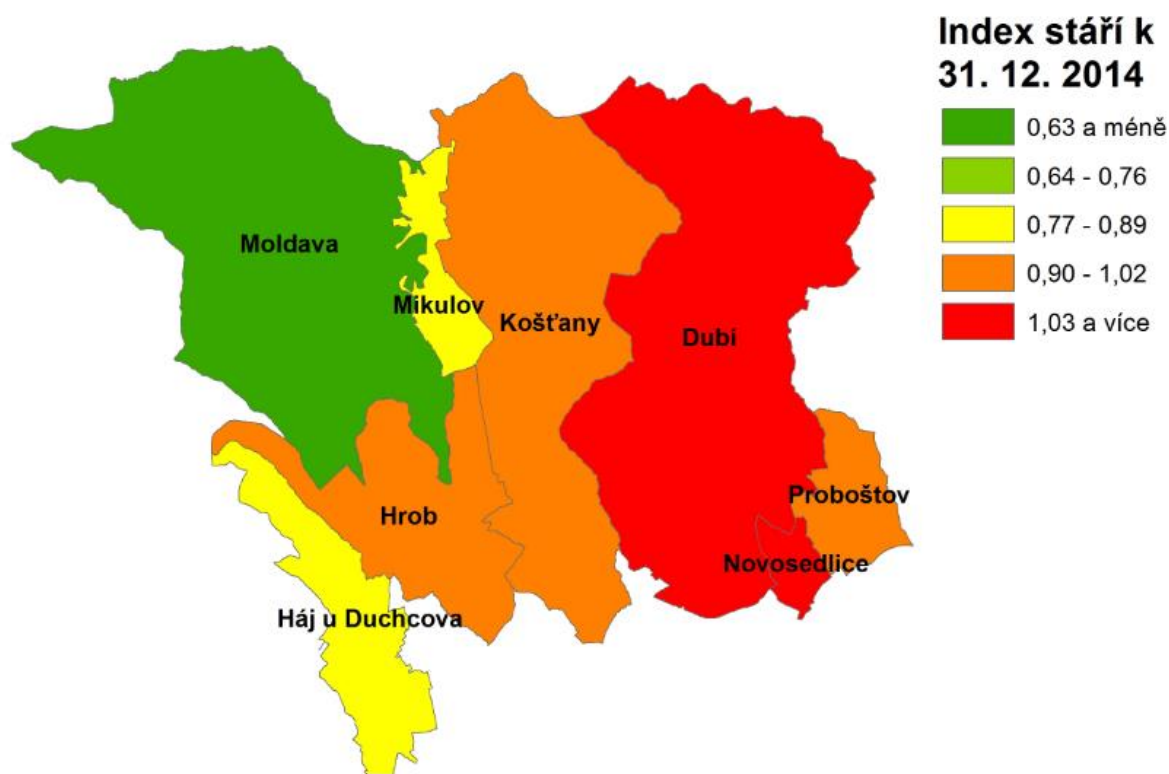 Index stáří k
31. 12. 2014
0,63 a méně
0,64 - 0,76
0,77 - 0,89
0,90 - 1,02
1,03 a více
Moldava
Mikulov
Košťany
Dubí
Proboštov
Hrob
Novosedlice
Háj u Duchcova